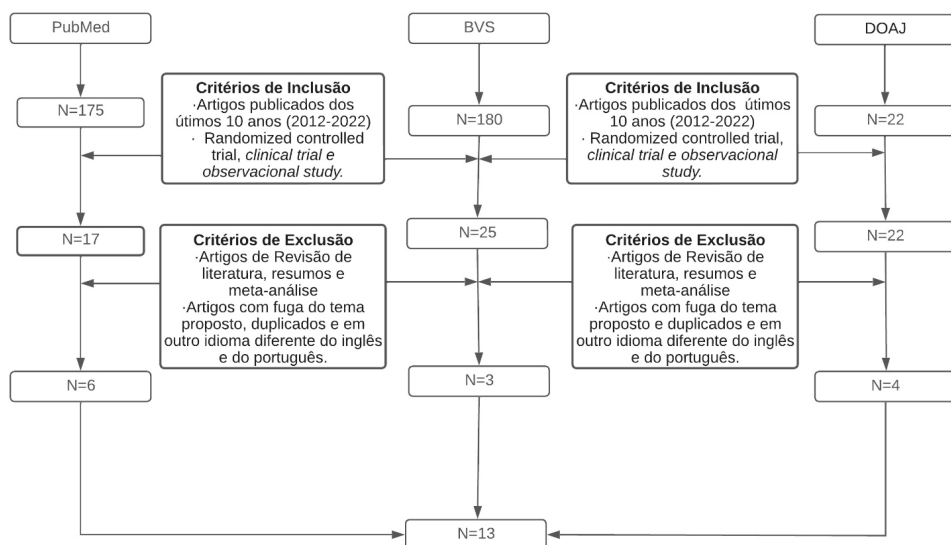 PubMed
BVS
DOAJ
N=175
Critérios de Inclusão
·Artigos publicados dos
útimos 10 anos (2012-2022)
· Randomized controlled
trial, clinical trial e
observacional study.
N=180
Critérios de Inclusão
·Artigos publicados dos útimos
10 anos (2012-2022)
· Randomized controlled trial,
clinical trial e observacional
study.
N=22
N=17
Critérios de Exclusão
·Artigos de Revisão de
literatura, resumos e
meta-análise
·Artigos com fuga do tema
proposto, duplicados e em
outro idioma diferente do inglês
e do português.
N=25
Critérios de Exclusão
·Artigos de Revisão de
literatura, resumos e
meta-análise
·Artigos com fuga do tema
proposto e duplicados e em
outro idioma diferente do inglês
e do português.
N=22
N=6
N=3
N=4
N=13